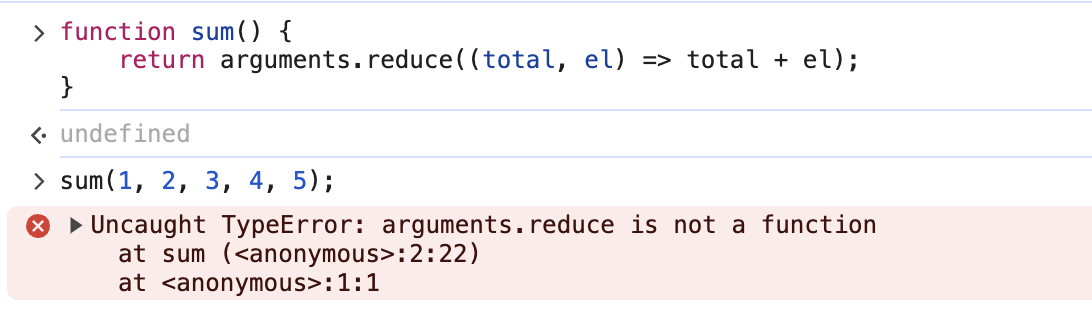 > function sum() {
    return arguments.reduce((total, el) => total + el);
}
undefined
> sum(1, 2, 3, 4, 5);
Uncaught TypeError: arguments.reduce is not a function
    at sum (<anonymous>:2:22)
    at <anonymous>:1:1